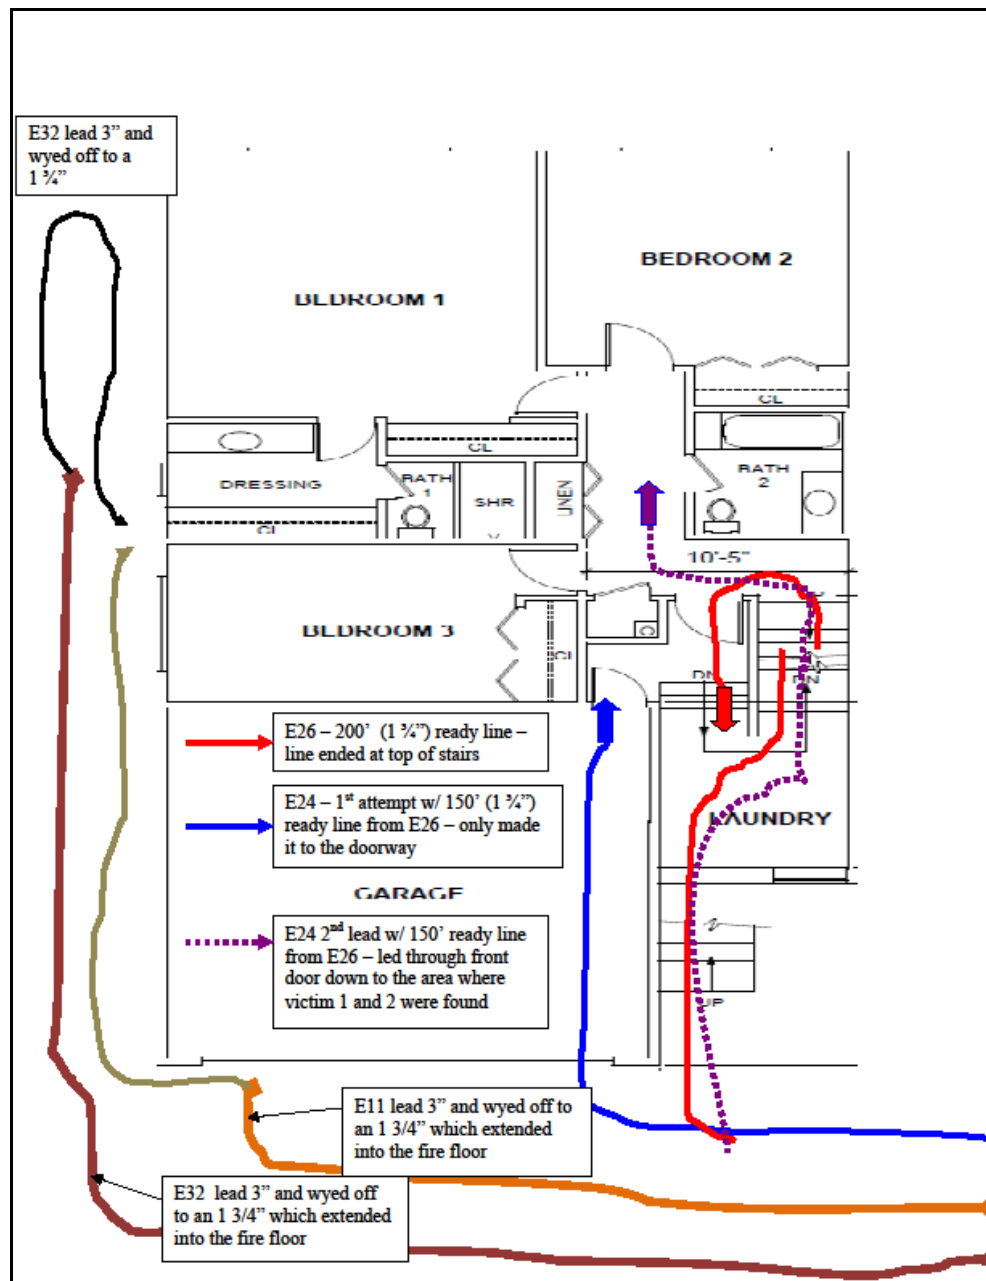 E32 lead 3” and
wyed off to a
1 ¾”
BEDROOM 2
BEDROOM 1
CL
CL
DRESSING
BATH
1
SHR
LINEN
BATH
2
CL
10'-5"
BEDROOM 3
CL
C
DN
DN
E26 – 200’ (1 ¾”) ready line –
line ended at top of stairs
E24 – 1st attempt w/ 150’ (1 ¾”)
ready line from E26 – only made
it to the doorway
LAUNDRY
GARAGE
E24 2nd lead w/ 150’ ready line
from E26 – led through front
door down to the area where
victim 1 and 2 were found
UP
E11 lead 3” and wyed off to
an 1 3/4” which extended
into the fire floor
E32 lead 3” and wyed off
to an 1 3/4” which extended
into the fire floor